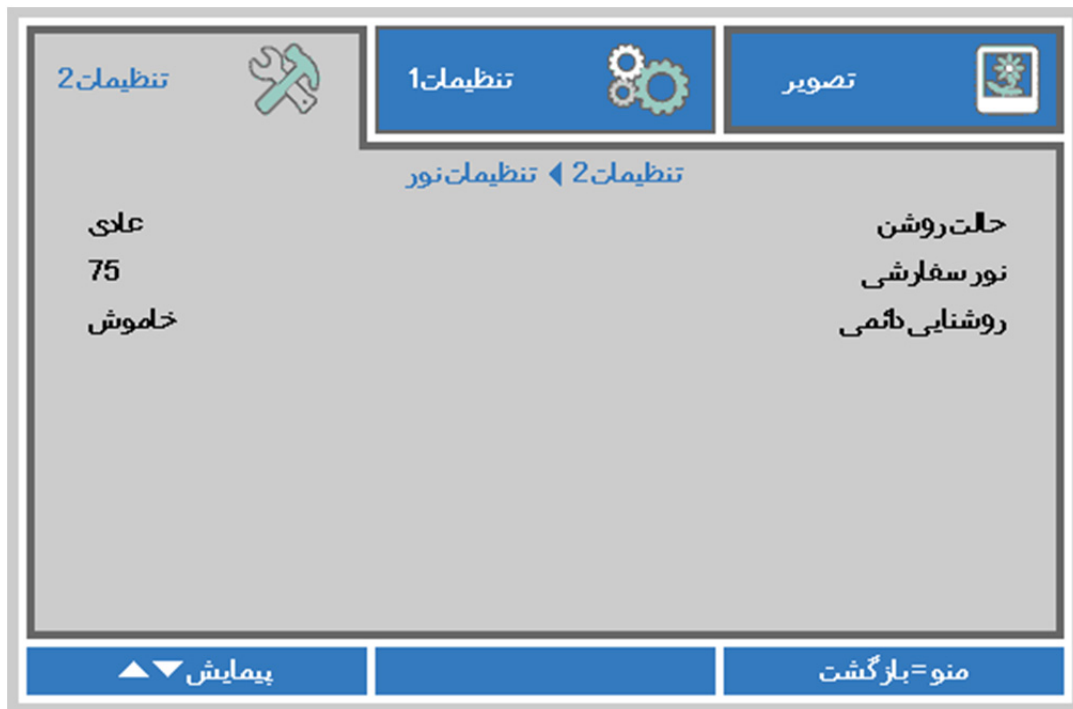 تصویر
تنظیمات1
تنظیمات2
تنظیمات2 ◀ تنظیمات نور
حالت روشن عادی
نور سفارشی 75
روشنایی دائمی خاموش
منو=بازگشت
پیمایش▼▲